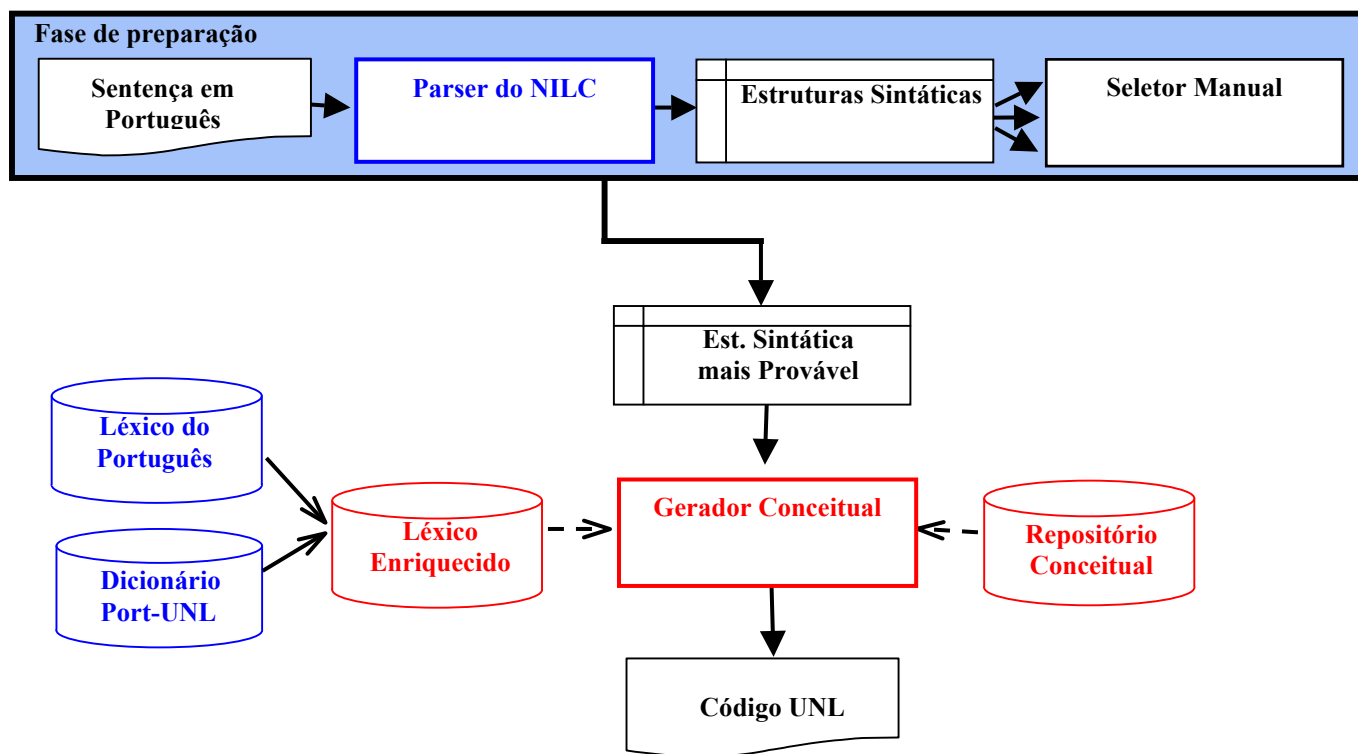 Fase de preparação
Sentença em
Português
Parser do NILC
Estruturas Sintáticas
Seletor Manual
Est. Sintática
mais Provável
Léxico do
Português
Dicionário
Port-UNL
Léxico
Enriquecido
Gerador Conceitual
Repositório
Conceitual
Código UNL